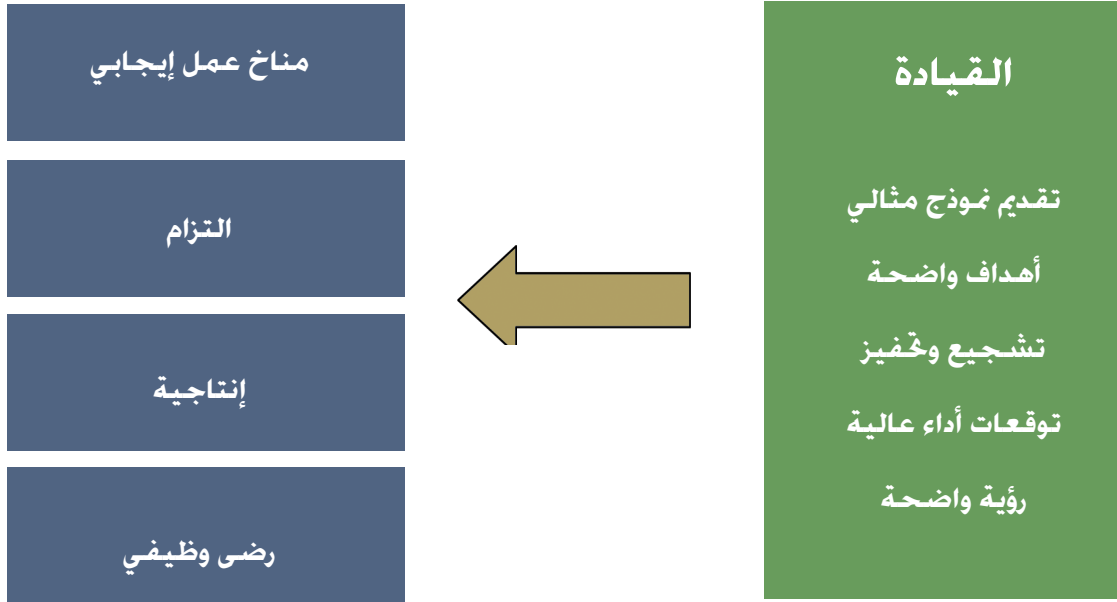 القيادة
تقديم نموذج مثالي
أهداف واضحة
تشجيع وتحفيز
توقعات أداء عالية
رؤية واضحة
مناخ عمل إيجابي
التزام
إنتاجية
رضى وظيفي